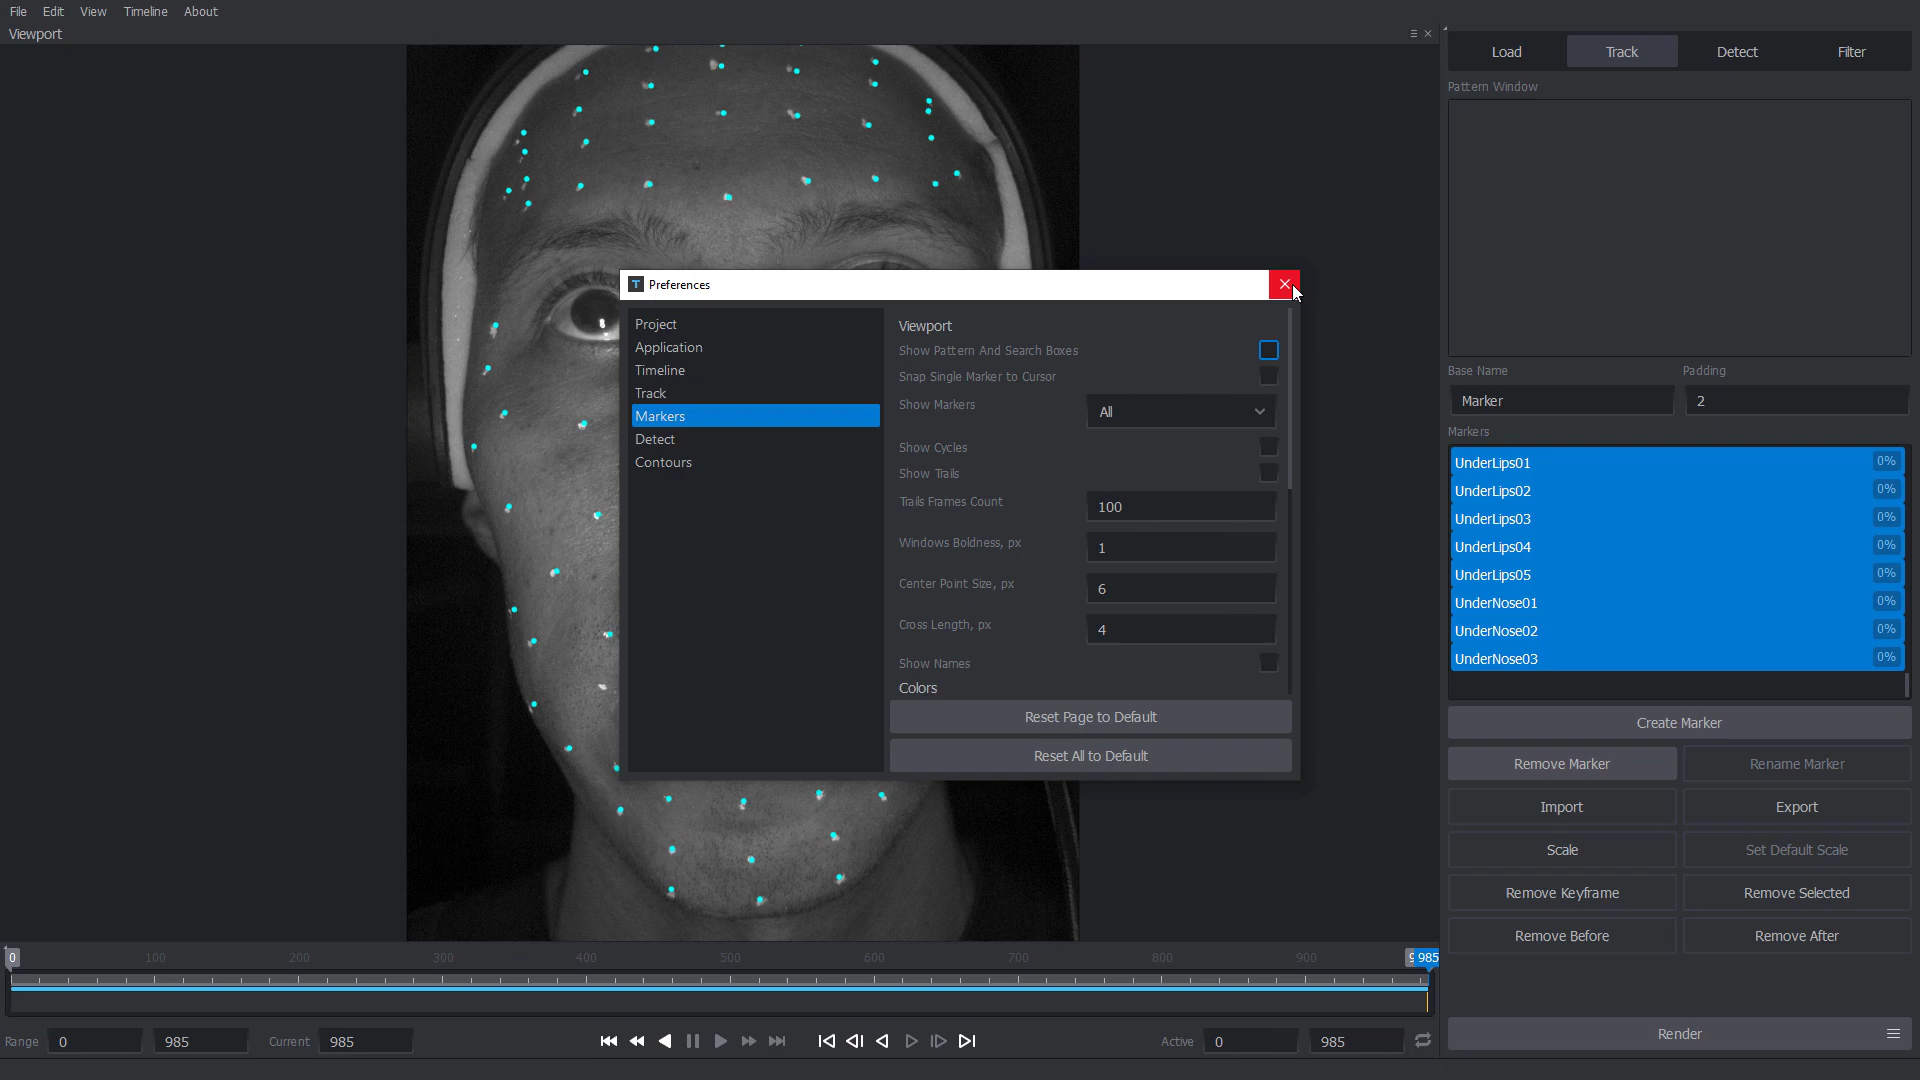 File Edit View Timeline About
Viewport
Load Track Detect Filter
Pattern Window
Base Name Padding
Marker 2
Markers
UnderLips01 0%
UnderLips02 0%
UnderLips03 0%
UnderLips04 0%
UnderLips05 0%
UnderNose01 0%
UnderNose02 0%
UnderNose03 0%
Create Marker
Remove Marker Rename Marker
Import Export
Scale Set Default Scale
Remove Keyframe Remove Selected
Remove Before Remove After
Render
T Preferences
Project
Application
Timeline
Track
Markers
Detect
Contours
Viewport
Show Pattern And Search Boxes
Snap Single Marker to Cursor
Show Markers All
Show Cycles
Show Trails
Trails Frames Count 100
Windows Boldness, px 1
Center Point Size, px 6
Cross Length, px 4
Show Names
Colors
Reset Page to Default
Reset All to Default
0 100 200 300 400 500 600 700 800 900 985
Range 0 985 Current 985 Active 0 985